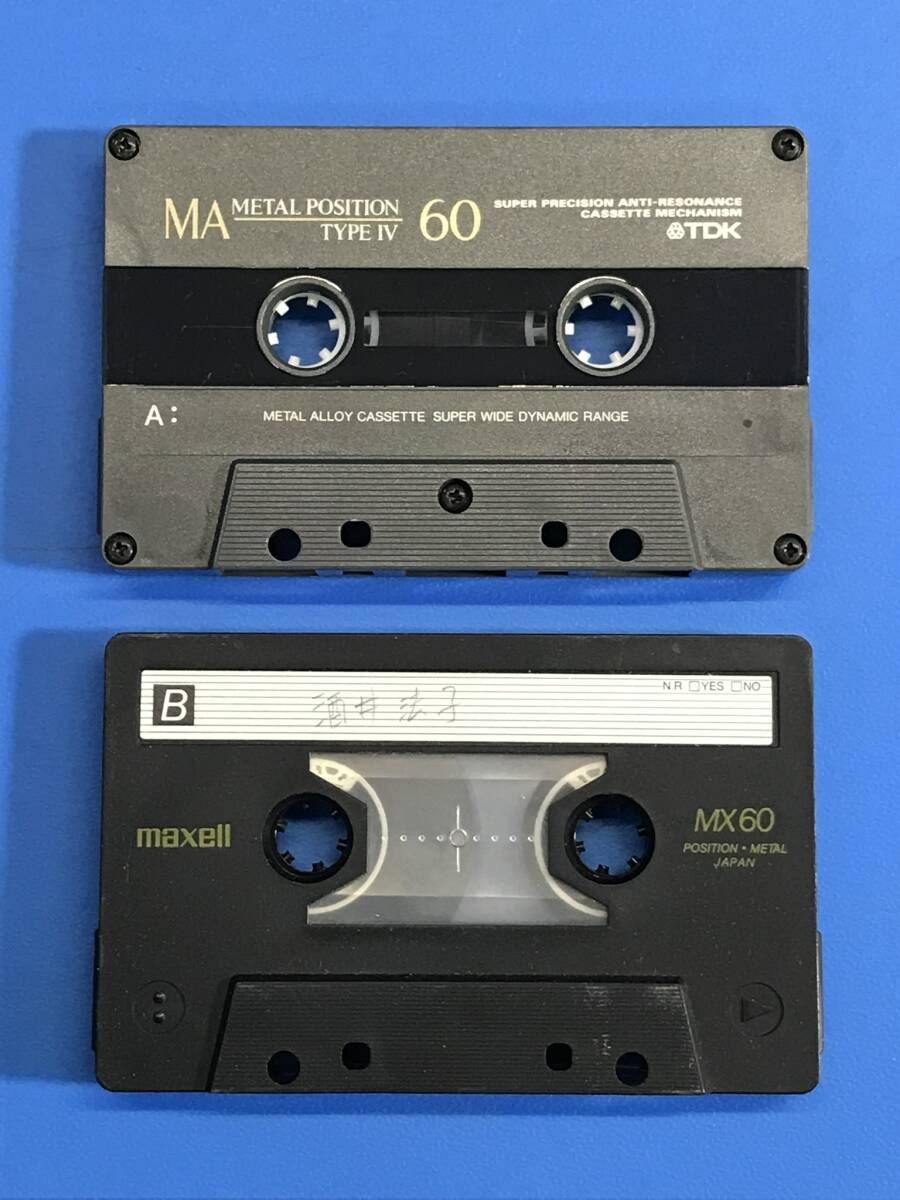 MA METAL POSITION TYPE IV 60
SUPER PRECISION ANTI-RESONANCE
CASSETTE MECHANISM
TDK
A:
METAL ALLOY CASSETTE SUPER WIDE DYNAMIC RANGE
B
酒井法子
N.R □YES □NO
maxell
MX60
POSITION・METAL
JAPAN